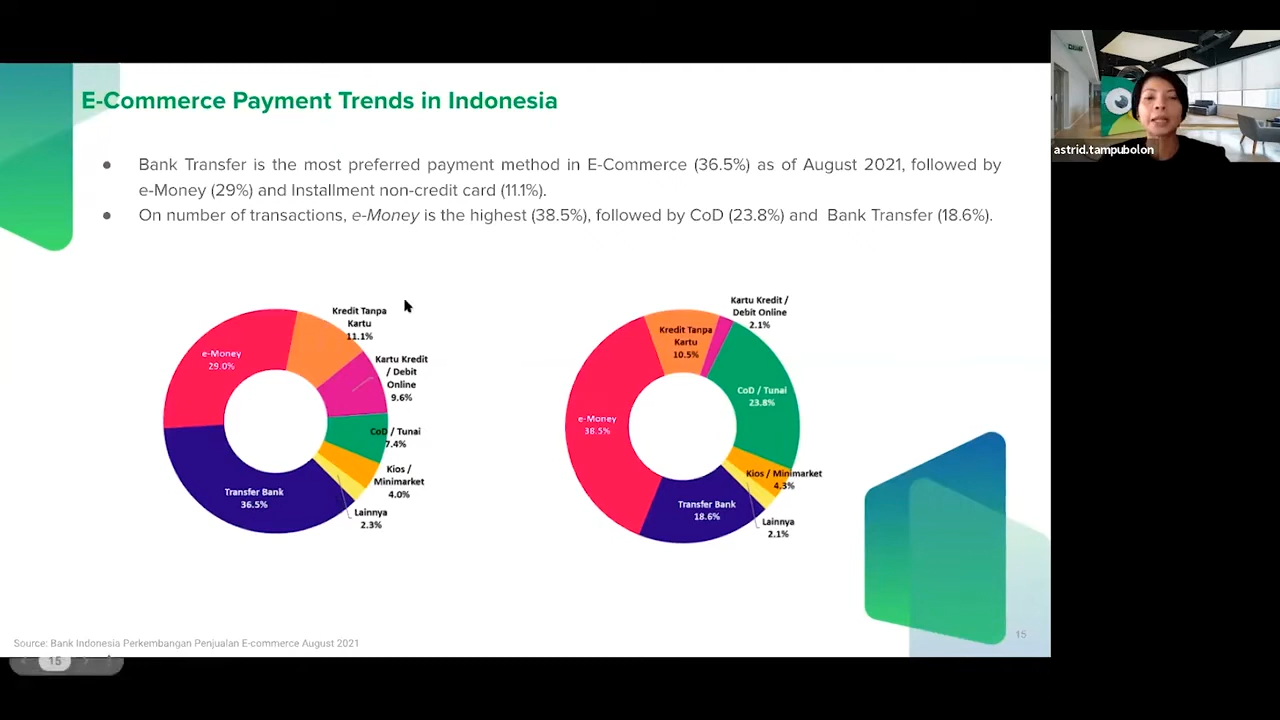 E-Commerce Payment Trends in Indonesia
astrid.tampubolon
● Bank Transfer is the most preferred payment method in E-Commerce (36.5%) as of August 2021, followed by
e-Money (29%) and Installment non-credit card (11.1%).
● On number of transactions, e-Money is the highest (38.5%), followed by CoD (23.8%) and Bank Transfer (18.6%).
Kredit Tanpa
Kartu
11.1%
e-Money
29.0%
Kartu Kredit
/ Debit
Online
9.6%
CoD / Tunai
7.4%
Kios /
Minimarket
4.0%
Transfer Bank
36.5%
Lainnya
2.3%
Kartu Kredit /
Debit Online
2.1%
Kredit Tanpa
Kartu
10.5%
CoD / Tunai
23.8%
e-Money
38.5%
Kios / Minimarket
4.3%
Transfer Bank
18.6%
Lainnya
2.1%
15
Source: Bank Indonesia Perkembangan Penjualan E-commerce August 2021
15